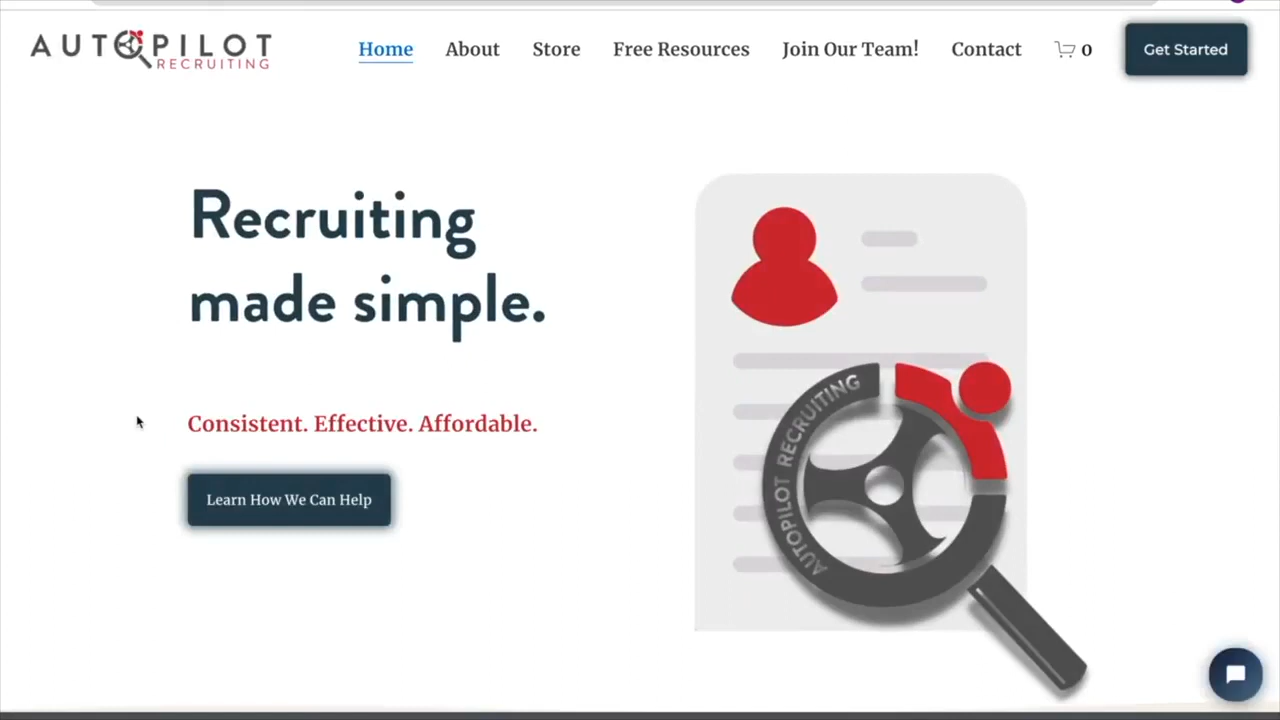 AUTOPILOT
RECRUITING
Home
About
Store
Free Resources
Join Our Team!
Contact
0
Get Started
Recruiting
made simple.
Consistent. Effective. Affordable.
Learn How We Can Help
AUTOPILOT RECRUITING